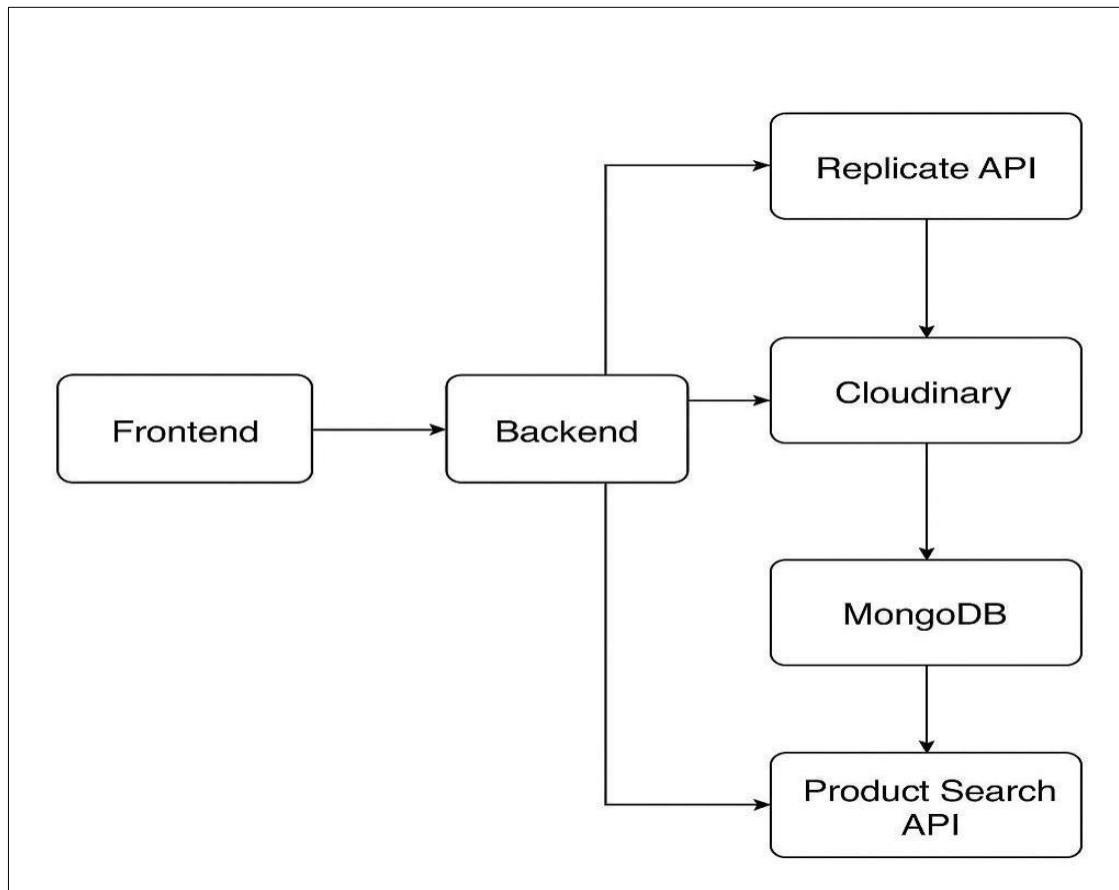 Replicate API
Cloudinary
Frontend
Backend
MongoDB
Product Search
API